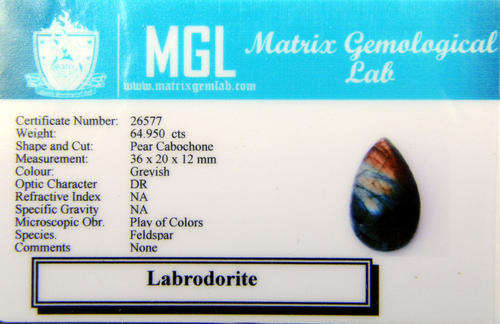 MGL
Matrix Gemological
Lab
www.matrixgemlab.com
Certificate Number: 26577
Weight: 64.950 cts
Shape and Cut: Pear Cabochone
Measurement: 36 x 20 x 12 mm
Colour: Greyish
Optic Character DR
Refractive Index NA
Specific Gravity NA
Microscopic Obr. Play of Colors
Species. Feldspar
Comments None
Labrodorite